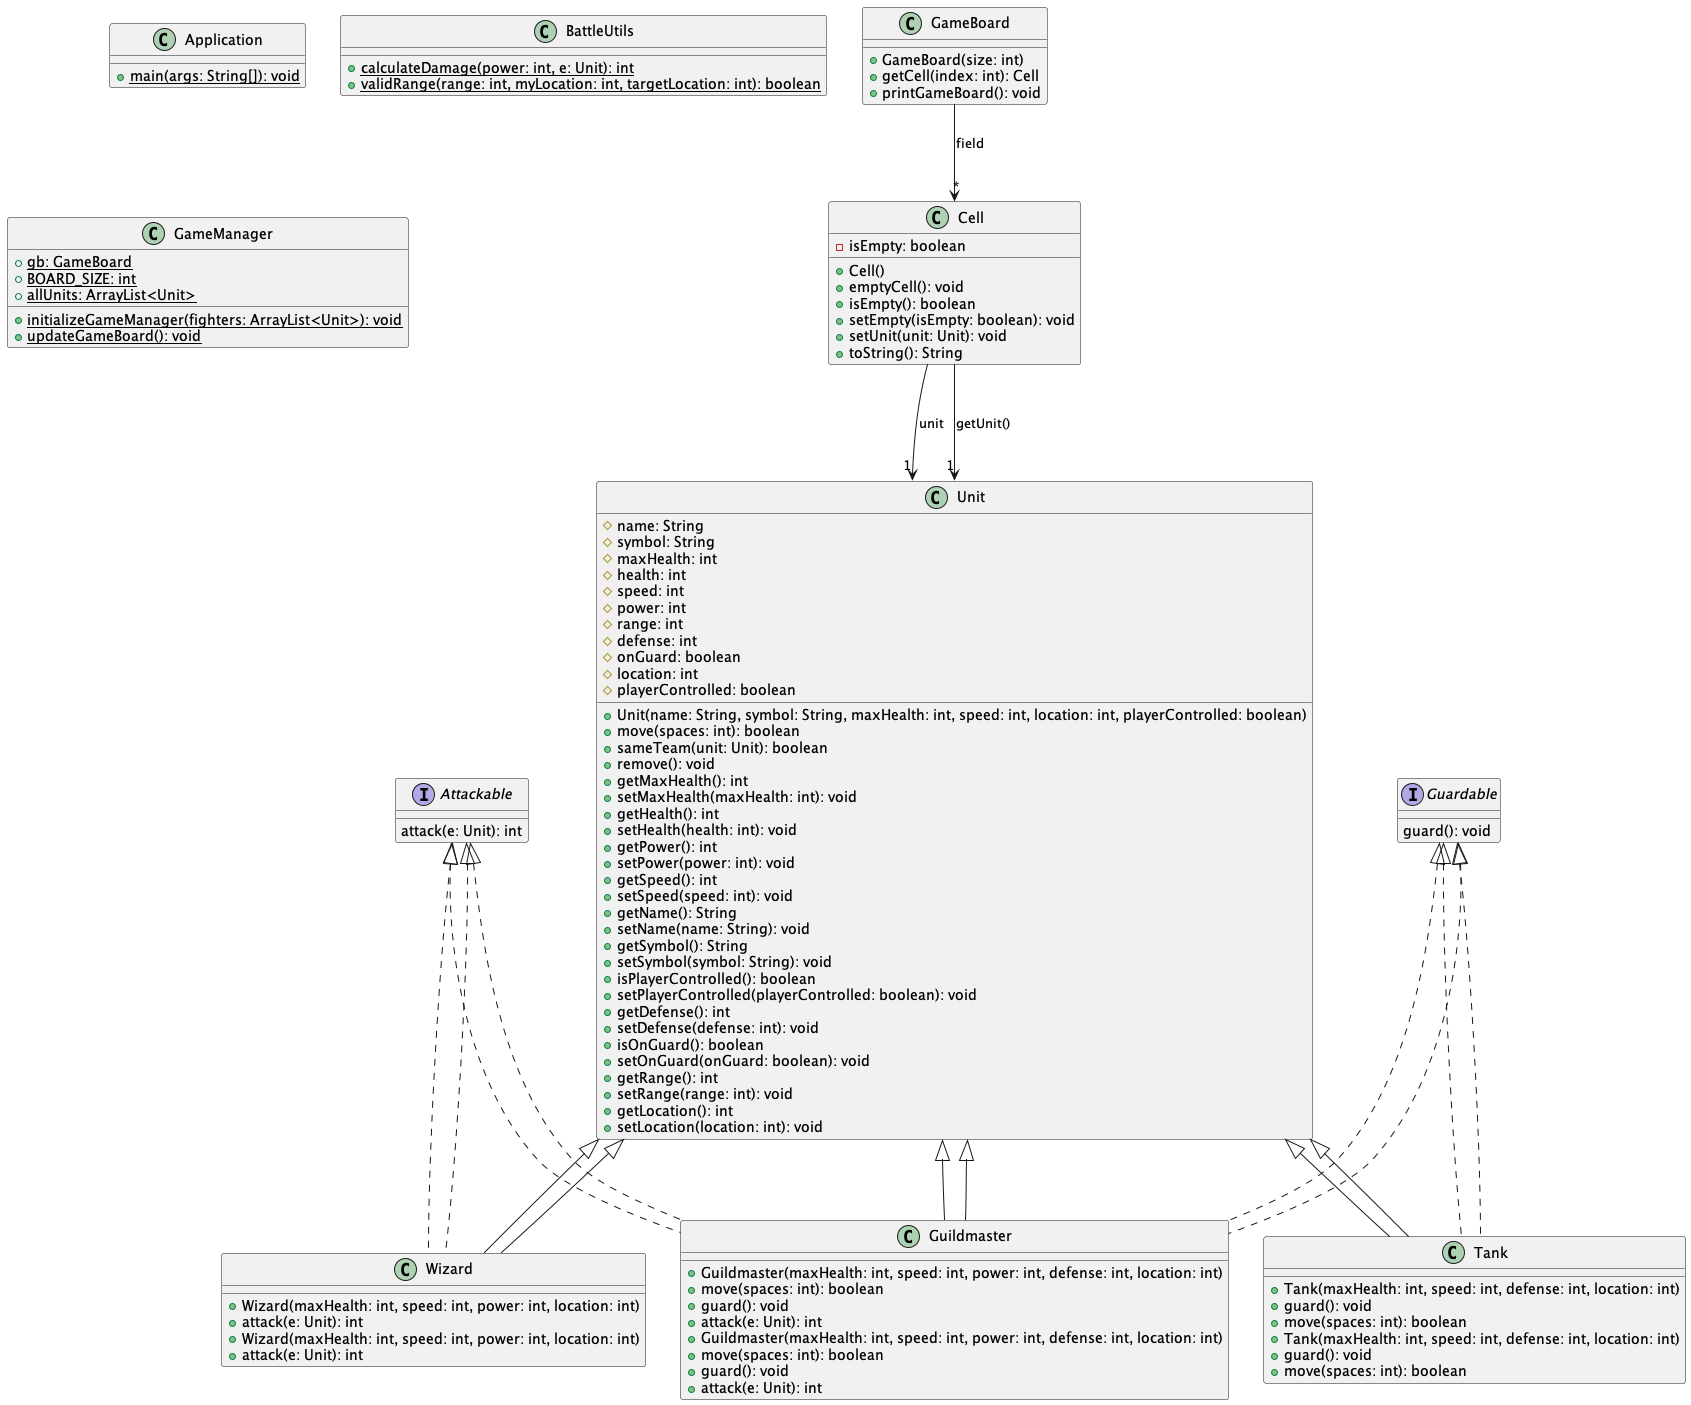 C Application
main(args: String[]): void
C BattleUtils
calculateDamage(power: int, e: Unit): int
validRange(range: int, myLocation: int, targetLocation: int): boolean
C GameBoard
GameBoard(size: int)
getCell(index: int): Cell
printGameBoard(): void
field
*
C GameManager
gb: GameBoard
BOARD_SIZE: int
allUnits: ArrayList<Unit>
initializeGameManager(fighters: ArrayList<Unit>): void
updateGameBoard(): void
C Cell
isEmpty: boolean
Cell()
emptyCell(): void
isEmpty(): boolean
setEmpty(isEmpty: boolean): void
setUnit(unit: Unit): void
toString(): String
unit
getUnit()
1
1
C Unit
name: String
symbol: String
maxHealth: int
health: int
speed: int
power: int
range: int
defense: int
onGuard: boolean
location: int
playerControlled: boolean
Unit(name: String, symbol: String, maxHealth: int, speed: int, location: int, playerControlled: boolean)
move(spaces: int): boolean
sameTeam(unit: Unit): boolean
remove(): void
getMaxHealth(): int
setMaxHealth(maxHealth: int): void
getHealth(): int
setHealth(health: int): void
getPower(): int
setPower(power: int): void
getSpeed(): int
setSpeed(speed: int): void
getName(): String
setName(name: String): void
getSymbol(): String
setSymbol(symbol: String): void
isPlayerControlled(): boolean
setPlayerControlled(playerControlled: boolean): void
getDefense(): int
setDefense(defense: int): void
isOnGuard(): boolean
setOnGuard(onGuard: boolean): void
getRange(): int
setRange(range: int): void
getLocation(): int
setLocation(location: int): void
I Attackable
attack(e: Unit): int
I Guardable
guard(): void
C Wizard
Wizard(maxHealth: int, speed: int, power: int, location: int)
attack(e: Unit): int
Wizard(maxHealth: int, speed: int, power: int, location: int)
attack(e: Unit): int
C Guildmaster
Guildmaster(maxHealth: int, speed: int, power: int, defense: int, location: int)
move(spaces: int): boolean
guard(): void
attack(e: Unit): int
Guildmaster(maxHealth: int, speed: int, power: int, defense: int, location: int)
move(spaces: int): boolean
guard(): void
attack(e: Unit): int
C Tank
Tank(maxHealth: int, speed: int, defense: int, location: int)
guard(): void
move(spaces: int): boolean
Tank(maxHealth: int, speed: int, defense: int, location: int)
guard(): void
move(spaces: int): boolean